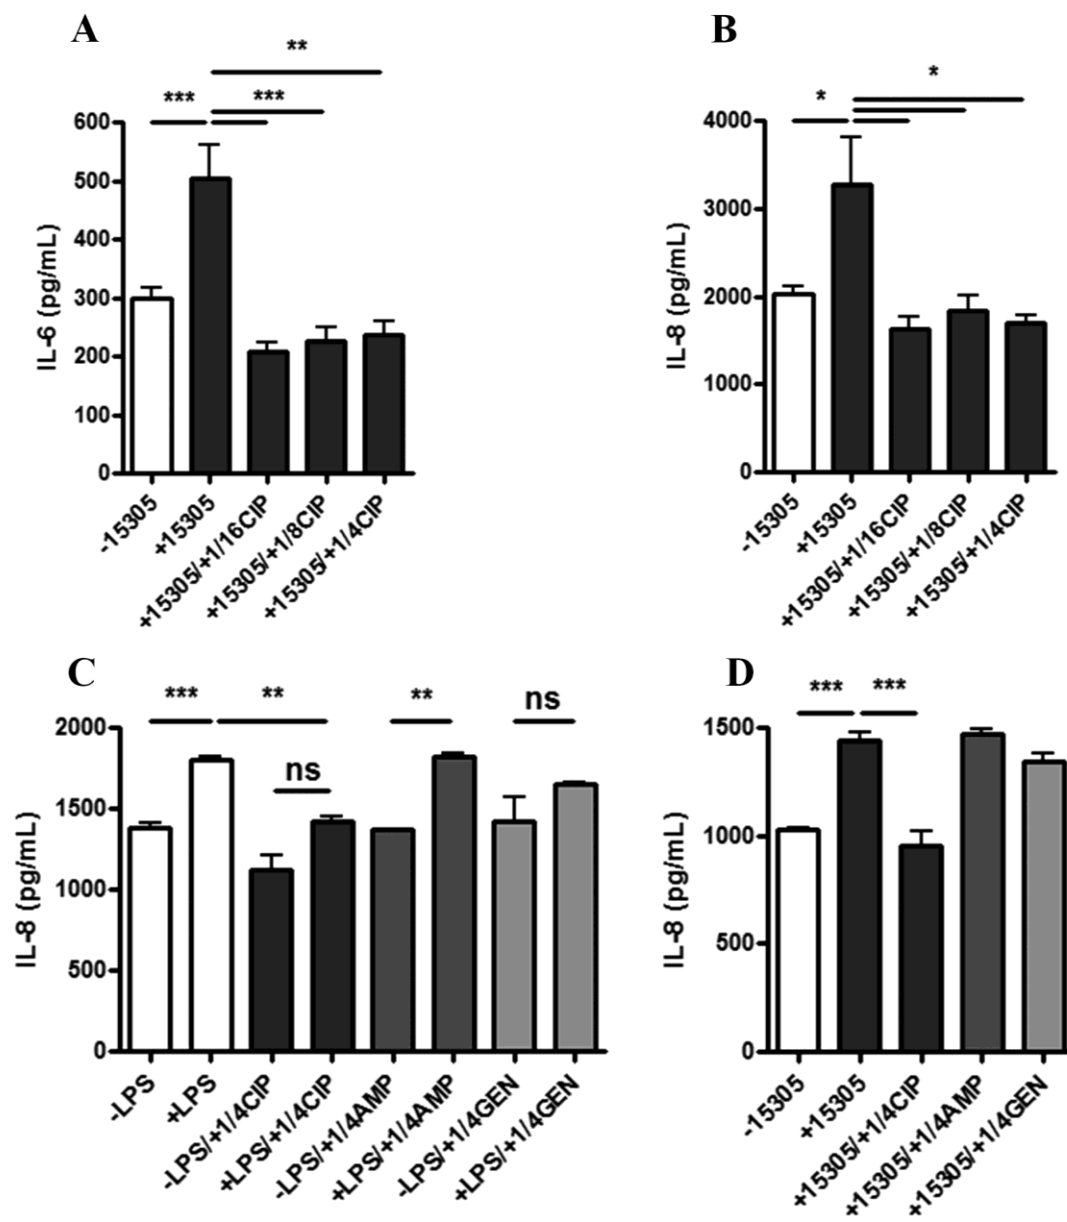 A
**
***
***
600
500
400
300
200
100
0
IL-6 (pg/mL)
-15305
+15305
+15305/+1/16CIP
+15305/+1/8CIP
+15305/+1/4CIP
B
*
*
4000
3000
2000
1000
0
IL-8 (pg/mL)
-15305
+15305
+15305/+1/16CIP
+15305/+1/8CIP
+15305/+1/4CIP
C
***
**
**
ns
ns
2000
1500
1000
500
0
IL-8 (pg/mL)
-LPS
+LPS
-LPS/+1/4CIP
+LPS/+1/4CIP
-LPS/+1/4AMP
+LPS/+1/4AMP
-LPS/+1/4GEN
+LPS/+1/4GEN
D
***
***
1500
1000
500
0
IL-8 (pg/mL)
-15305
+15305
+15305/+1/4CIP
+15305/+1/4AMP
+15305/+1/4GEN